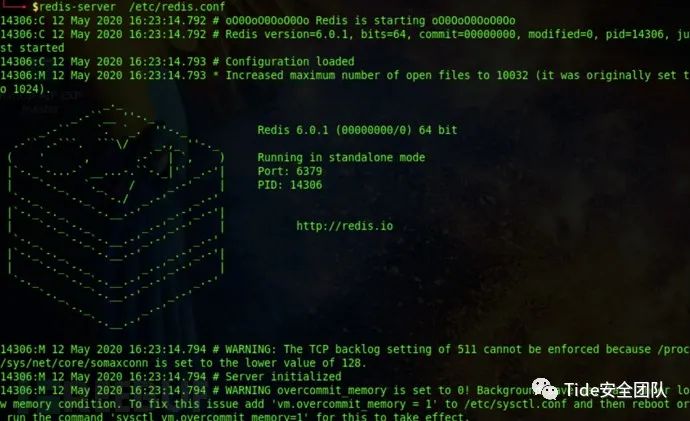 $redis-server /etc/redis.conf
14306:C 12 May 2020 16:23:14.792 # oO0OoO0OoO0Oo Redis is starting oO0OoO0OoO0Oo
14306:C 12 May 2020 16:23:14.792 # Redis version=6.0.1, bits=64, commit=00000000, modified=0, pid=14306, ju
st started
14306:C 12 May 2020 16:23:14.793 # Configuration loaded
14306:M 12 May 2020 16:23:14.793 * Increased maximum number of open files to 10032 (it was originally set t
o 1024).
Redis 6.0.1 (00000000/0) 64 bit
Running in standalone mode
Port: 6379
PID: 14306
http://redis.io
14306:M 12 May 2020 16:23:14.794 # WARNING: The TCP backlog setting of 511 cannot be enforced because /proc
/sys/net/core/somaxconn is set to the lower value of 128.
14306:M 12 May 2020 16:23:14.794 # Server initialized
14306:M 12 May 2020 16:23:14.794 # WARNING overcommit_memory is set to 0! Background
w memory condition. To fix this issue add 'vm.overcommit_memory = 1' to /etc/sysctl.conf and then reboot or
run the command 'sysctl vm.overcommit_memory=1' for this to take effect.
Tide安全团队